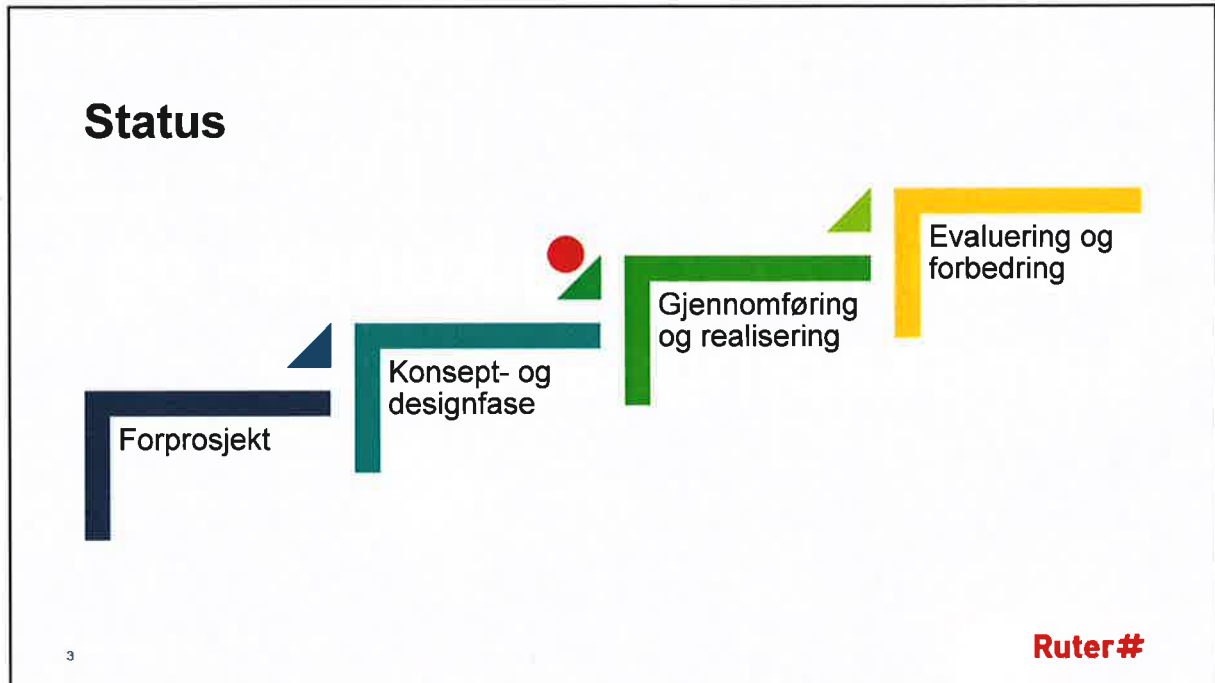 Status
Forprosjekt
Konsept- og
designfase
Gjennomføring
og realisering
Evaluering og
forbedring
3
Ruter#